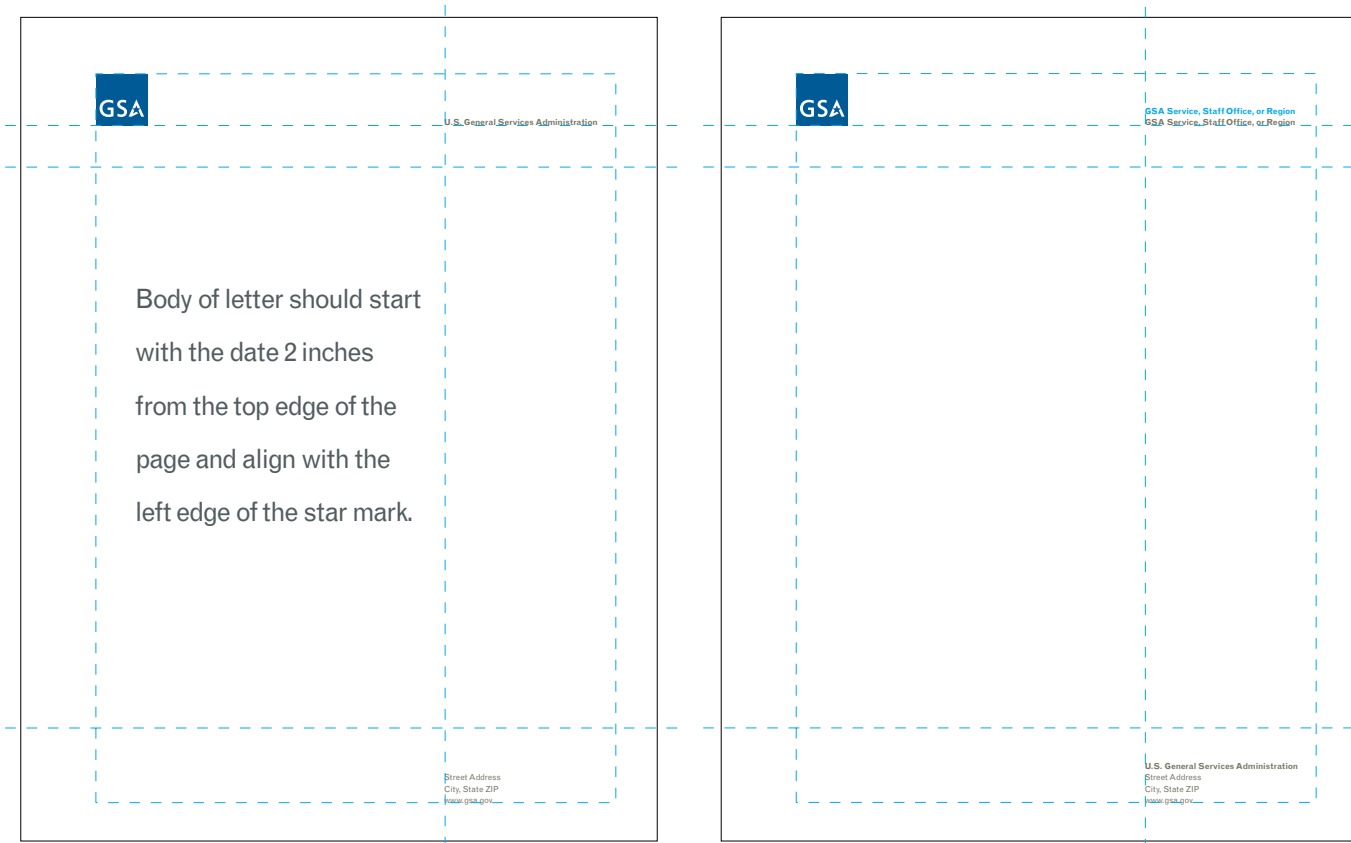 GSA
U.S. General Services Administration
Body of letter should start
with the date 2 inches
from the top edge of the
page and align with the
left edge of the star mark.
Street Address
City, State ZIP
www.gsa.gov
GSA
GSA Service, Staff Office, or Region
GSA Service, Staff Office, or Region
U.S. General Services Administration
Street Address
City, State ZIP
www.gsa.gov